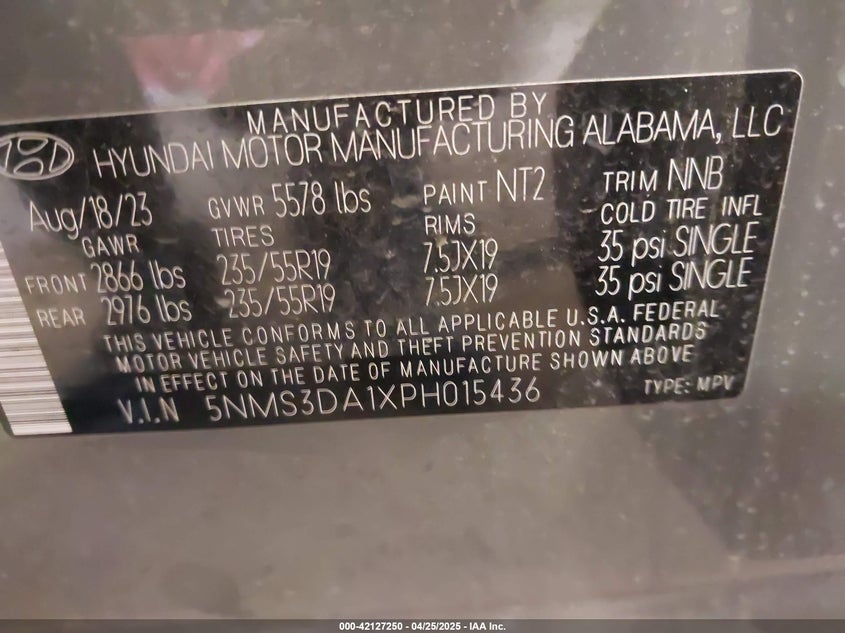 MANUFACTURED BY
HYUNDAI MOTOR MANUFACTURING ALABAMA, LLC
Aug/18/23 GVWR 5578 lbs PAINT NT2 TRIM NNB
GAWR TIRES RIMS COLD TIRE INFL
FRONT 2866 lbs 235/55R19 7.5JX19 35 psi SINGLE
REAR 2976 lbs 235/55R19 7.5JX19 35 psi SINGLE
THIS VEHICLE CONFORMS TO ALL APPLICABLE U.S.A. FEDERAL
MOTOR VEHICLE SAFETY AND THEFT PREVENTION STANDARDS
IN EFFECT ON THE DATE OF MANUFACTURE SHOWN ABOVE
V.I.N 5NMS3DA1XPH015436 TYPE: MPV
000-42127250 - 04/25/2025 - IAA Inc.